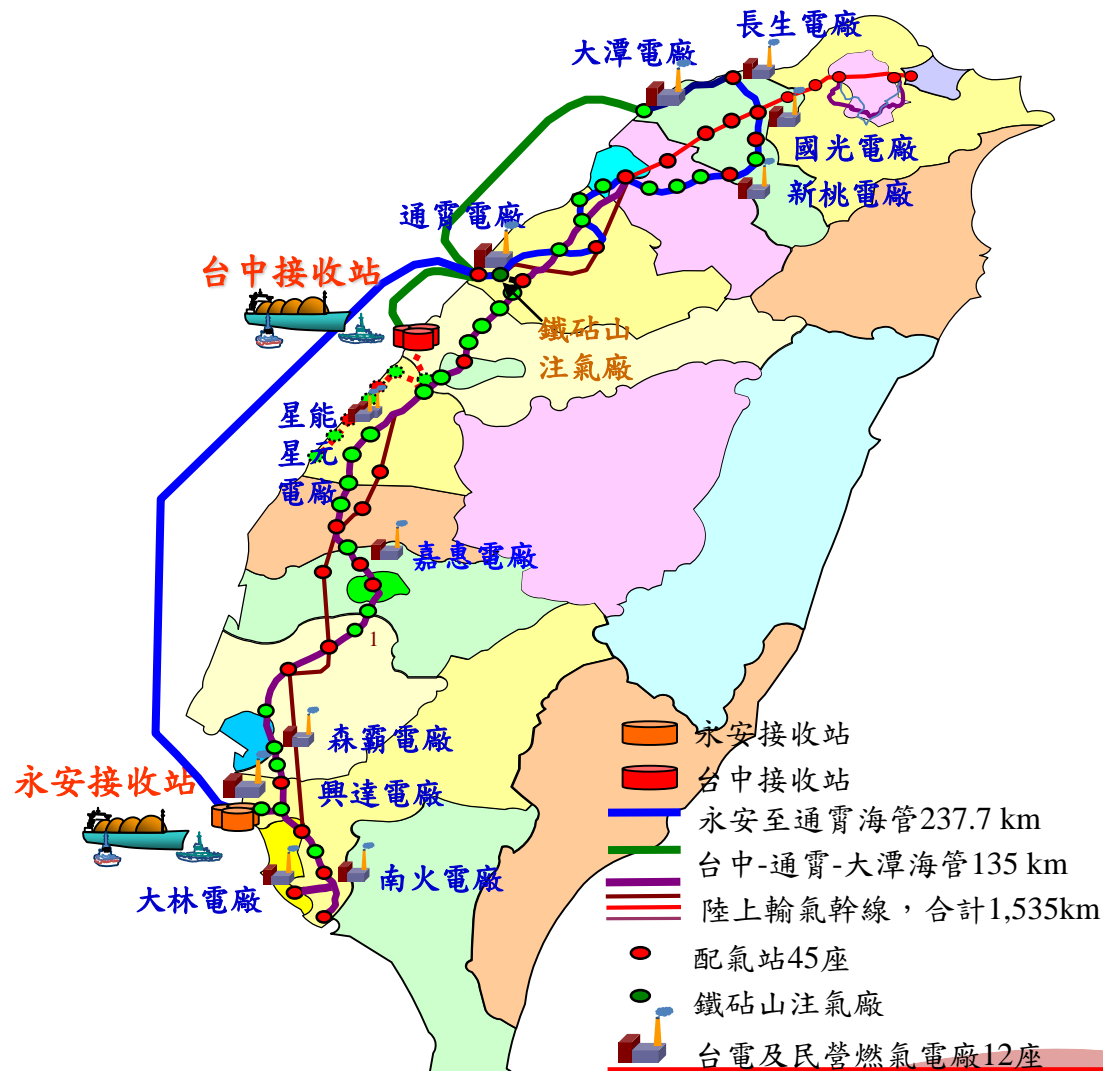 長生電廠
大潭電廠
國光電廠
新桃電廠
通霄電廠
台中接收站
鐵砧山
注氣廠
星能
星元
電廠
嘉惠電廠
1
森霸電廠
永安接收站
興達電廠
南火電廠
大林電廠
永安接收站
台中接收站
永安至通霄海管237.7 km
台中-通霄-大潭海管135 km
陸上輸氣幹線，合計1,535km
配氣站45座
鐵砧山注氣廠
台電及民營燃氣電廠12座